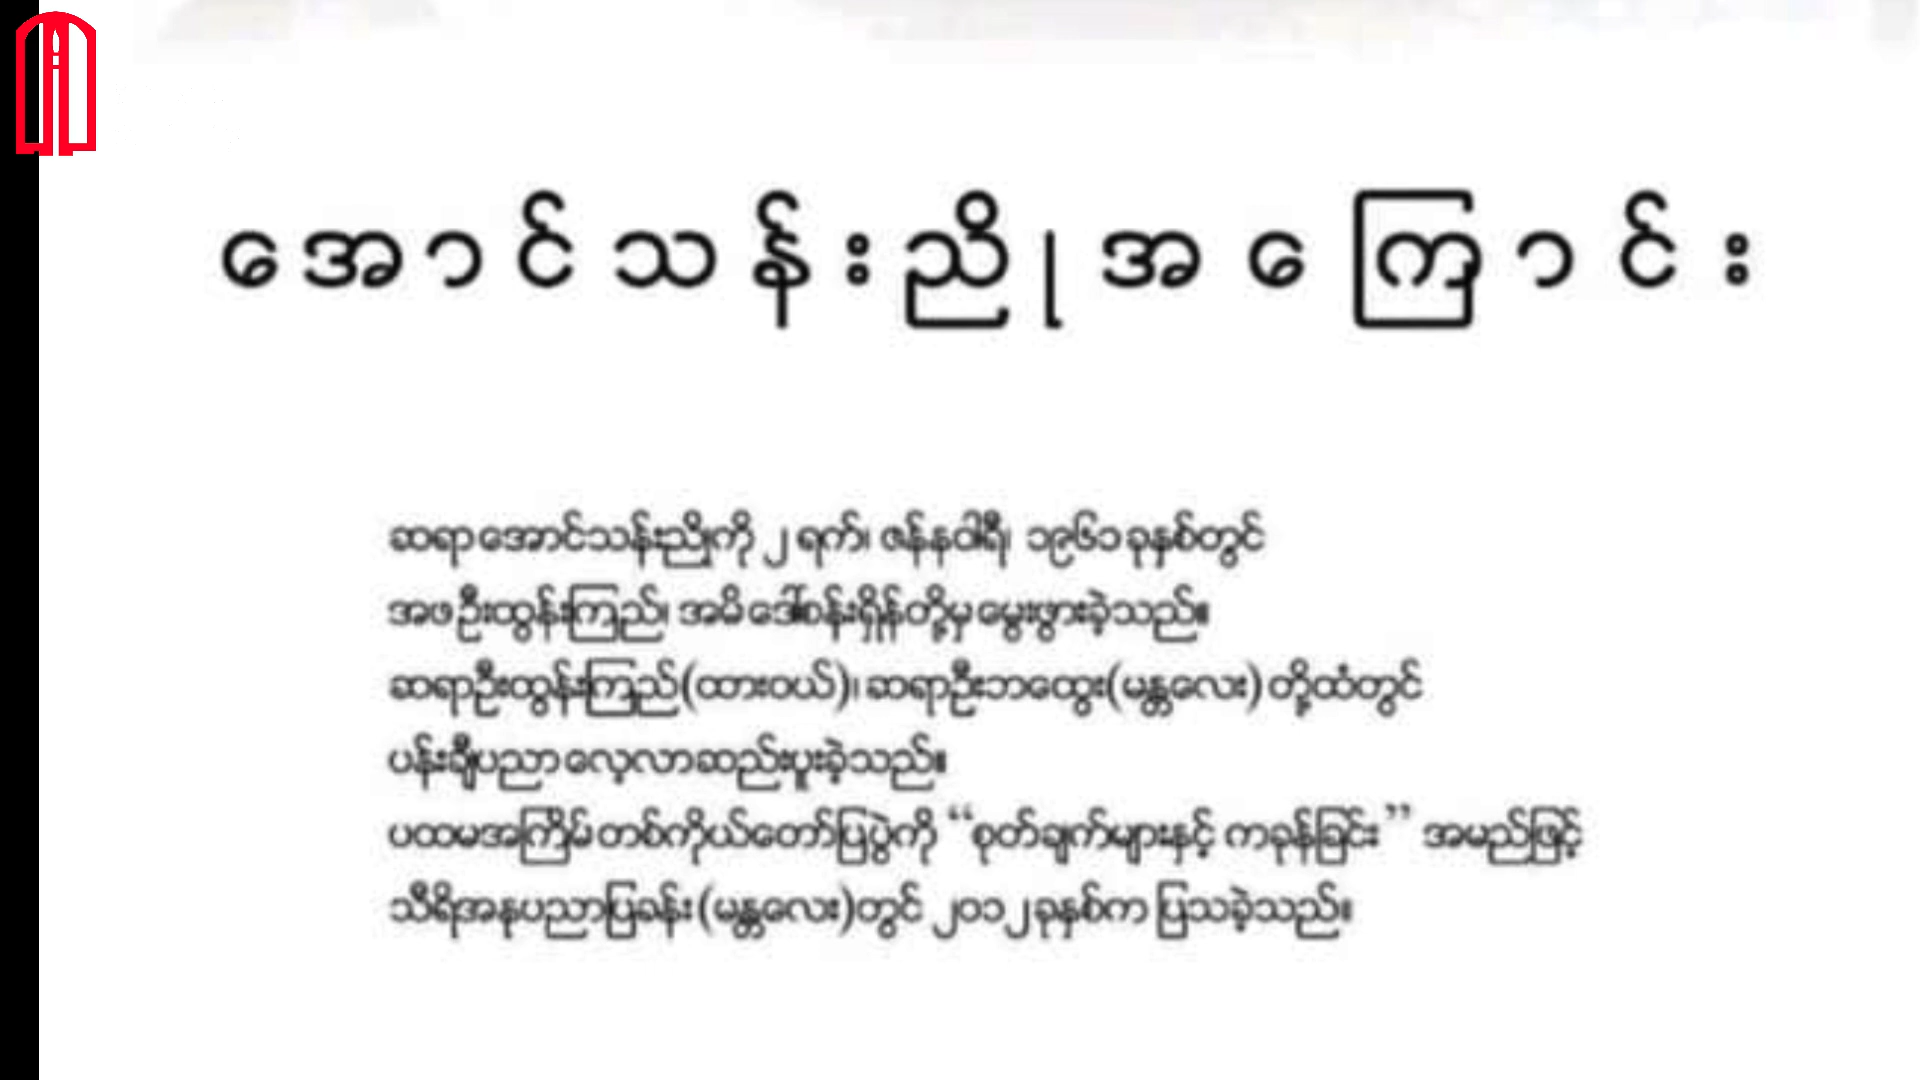 အောင်သန်းညိုအကြောင်း
ဆရာအောင်သန်းညိုကို ၂ ရက်၊ ဇန်နဝါရီ၊ ၁၉၆၁ ခုနှစ်တွင်
အဖဦးထွန်းကြည်၊ အမိဒေါ်စန်းရှိန်တို့မှ မွေးဖွားခဲ့သည်။
ဆရာဦးထွန်းကြည်(ထားဝယ်)၊ ဆရာဦးဘထွေး(မန္တလေး) တို့ထံတွင်
ပန်းချီပညာ လေ့လာဆည်းပူးခဲ့သည်။
ပထမအကြိမ် တစ်ကိုယ်တော်ပြပွဲကို “စုတ်ချက်များနှင့် ကခုန်ခြင်း” အမည်ဖြင့်
သီရိအနုပညာပြခန်း (မန္တလေး)တွင် ၂၀၁၂ ခုနှစ်က ပြသခဲ့သည်။